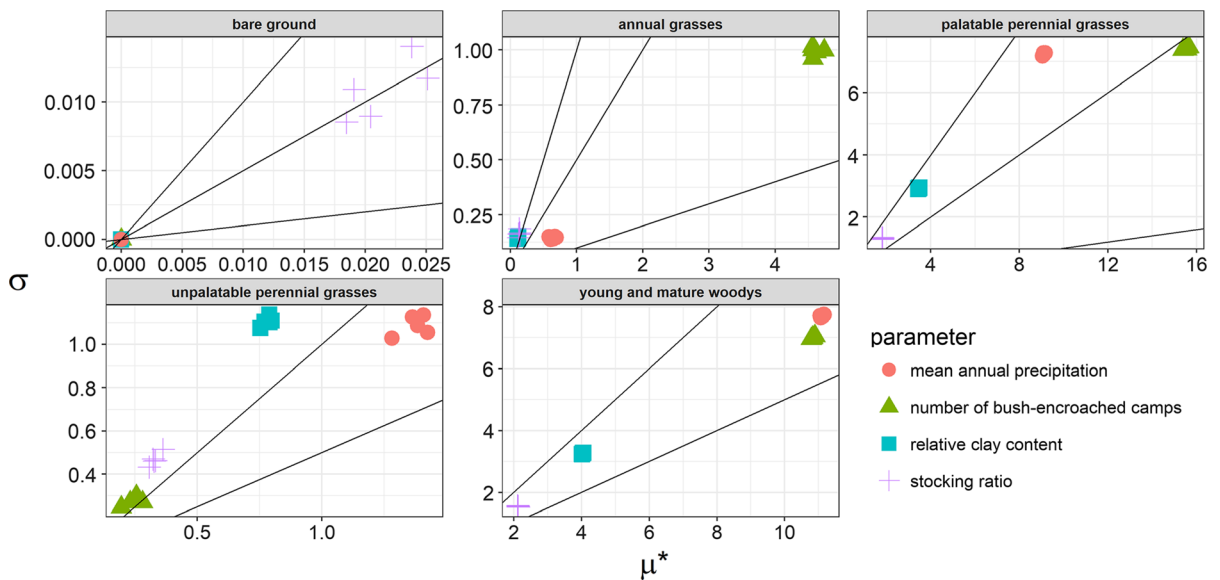 bare ground
annual grasses
palatable perennial grasses
0.010
0.005
0.000
0.000 0.005 0.010 0.015 0.020 0.025
1.00
0.75
0.50
0.25
0 1 2 3 4
6
4
2
4 8 12 16
σ
unpalatable perennial grasses
young and mature woodys
1.0
0.8
0.6
0.4
0.5 1.0
8
6
4
2
2 4 6 8 10
μ*
parameter
mean annual precipitation
number of bush-encroached camps
relative clay content
stocking ratio